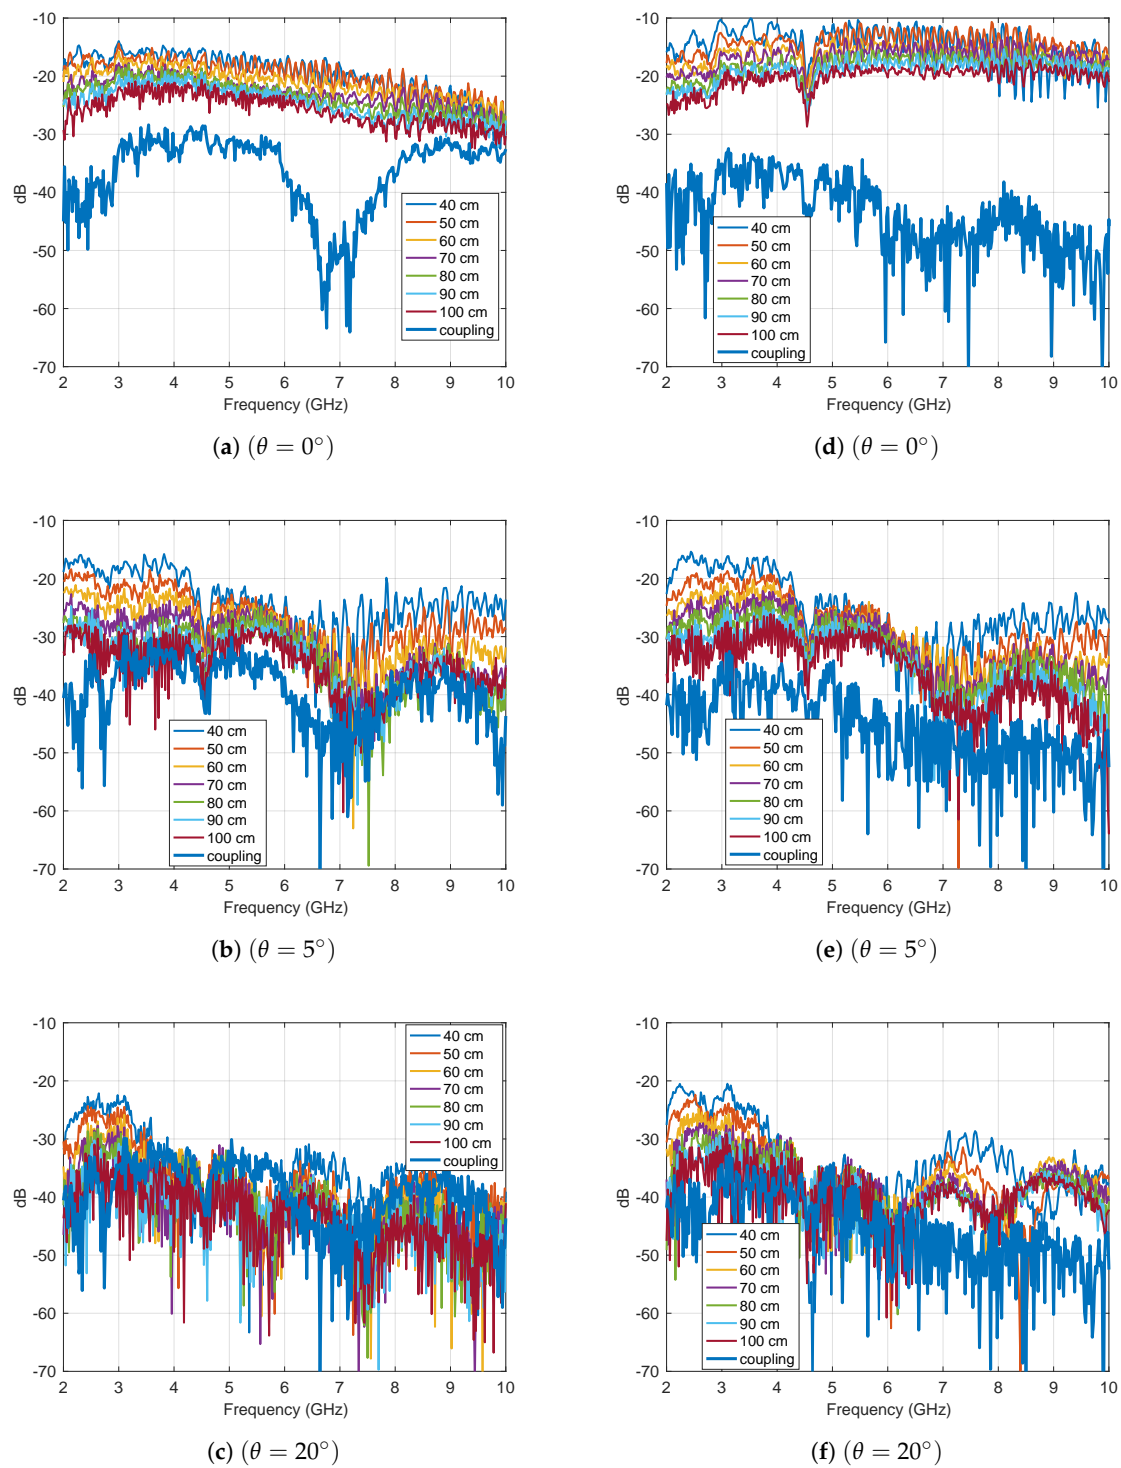 -10
-20
-30
-40
-50
-60
-70
dB
40 cm
50 cm
60 cm
70 cm
80 cm
90 cm
100 cm
coupling
2 3 4 5 6 7 8 9 10
Frequency (GHz)
(a) (θ = 0°)
-10
-20
-30
-40
-50
-60
-70
dB
40 cm
50 cm
60 cm
70 cm
80 cm
90 cm
100 cm
coupling
2 3 4 5 6 7 8 9 10
Frequency (GHz)
(d) (θ = 0°)
-10
-20
-30
-40
-50
-60
-70
dB
40 cm
50 cm
60 cm
70 cm
80 cm
90 cm
100 cm
coupling
2 3 4 5 6 7 8 9 10
Frequency (GHz)
(b) (θ = 5°)
-10
-20
-30
-40
-50
-60
-70
dB
40 cm
50 cm
60 cm
70 cm
80 cm
90 cm
100 cm
coupling
2 3 4 5 6 7 8 9 10
Frequency (GHz)
(e) (θ = 5°)
-10
-20
-30
-40
-50
-60
-70
dB
40 cm
50 cm
60 cm
70 cm
80 cm
90 cm
100 cm
coupling
2 3 4 5 6 7 8 9 10
Frequency (GHz)
(c) (θ = 20°)
-10
-20
-30
-40
-50
-60
-70
dB
40 cm
50 cm
60 cm
70 cm
80 cm
90 cm
100 cm
coupling
2 3 4 5 6 7 8 9 10
Frequency (GHz)
(f) (θ = 20°)